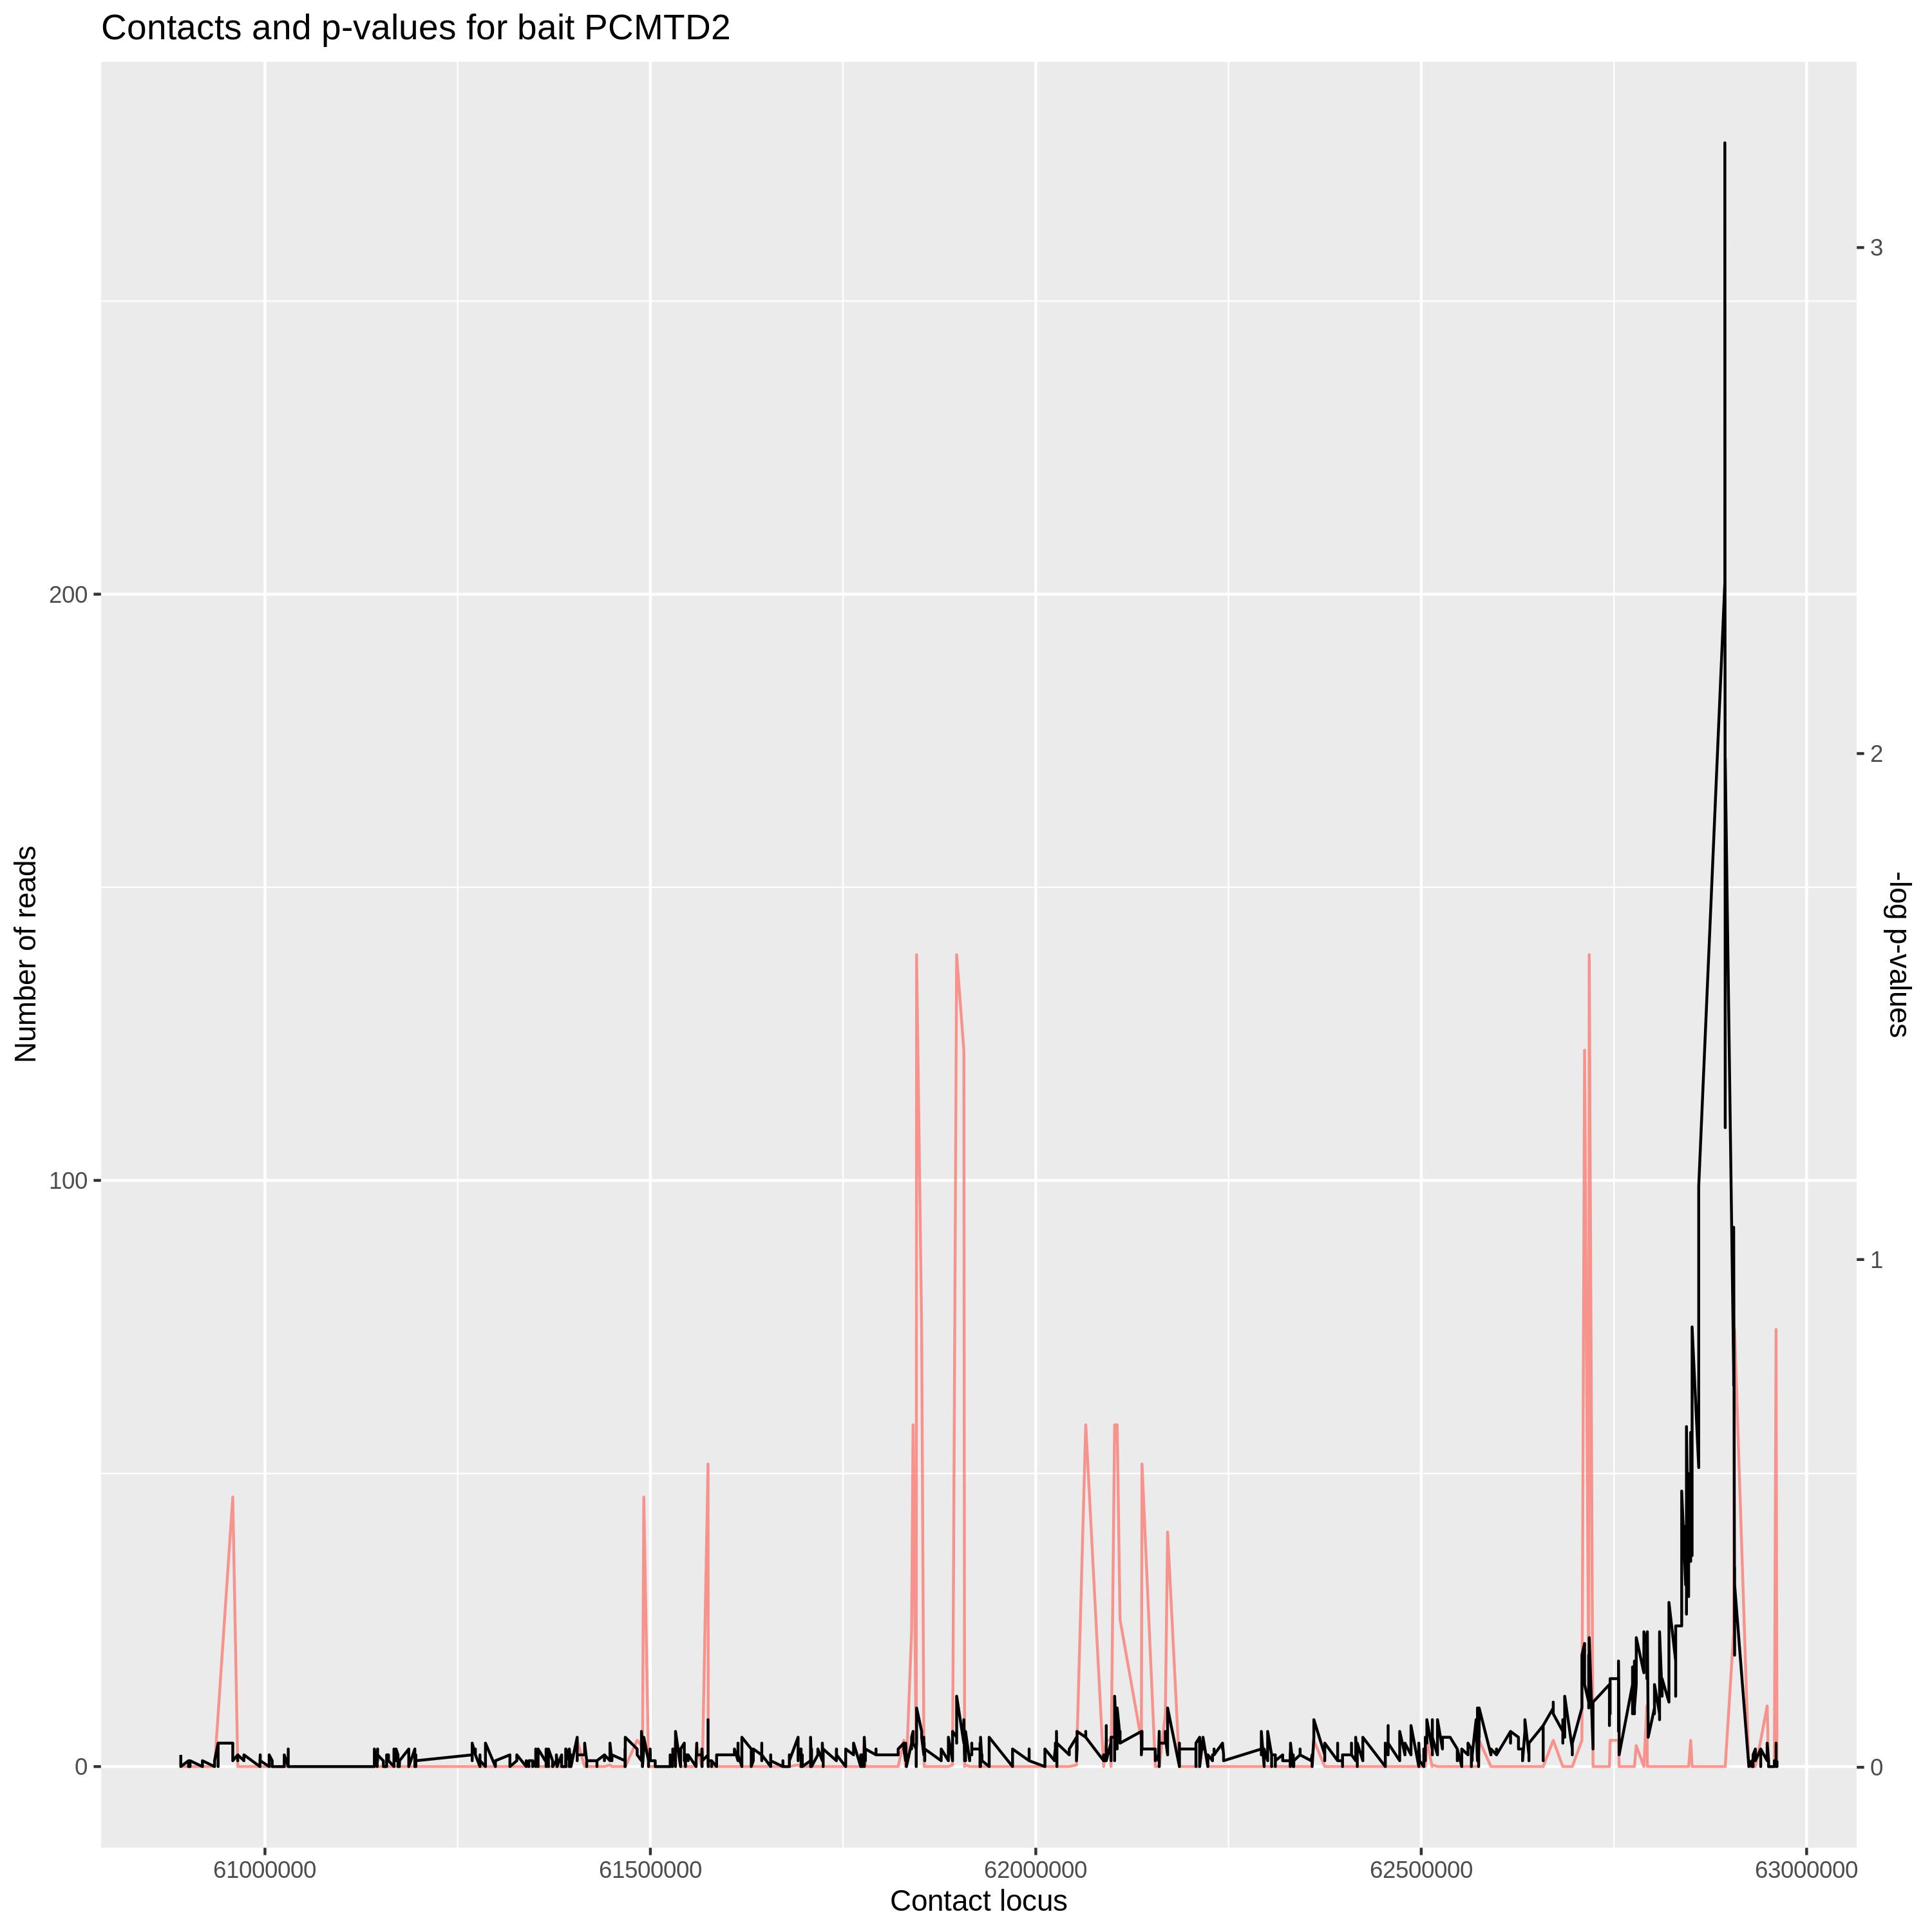 Contacts and p-values for bait PCMTD2
Number of reads
200
100
0
3
2
1
0
-log p-values
61000000 61500000 62000000 62500000 63000000
Contact locus